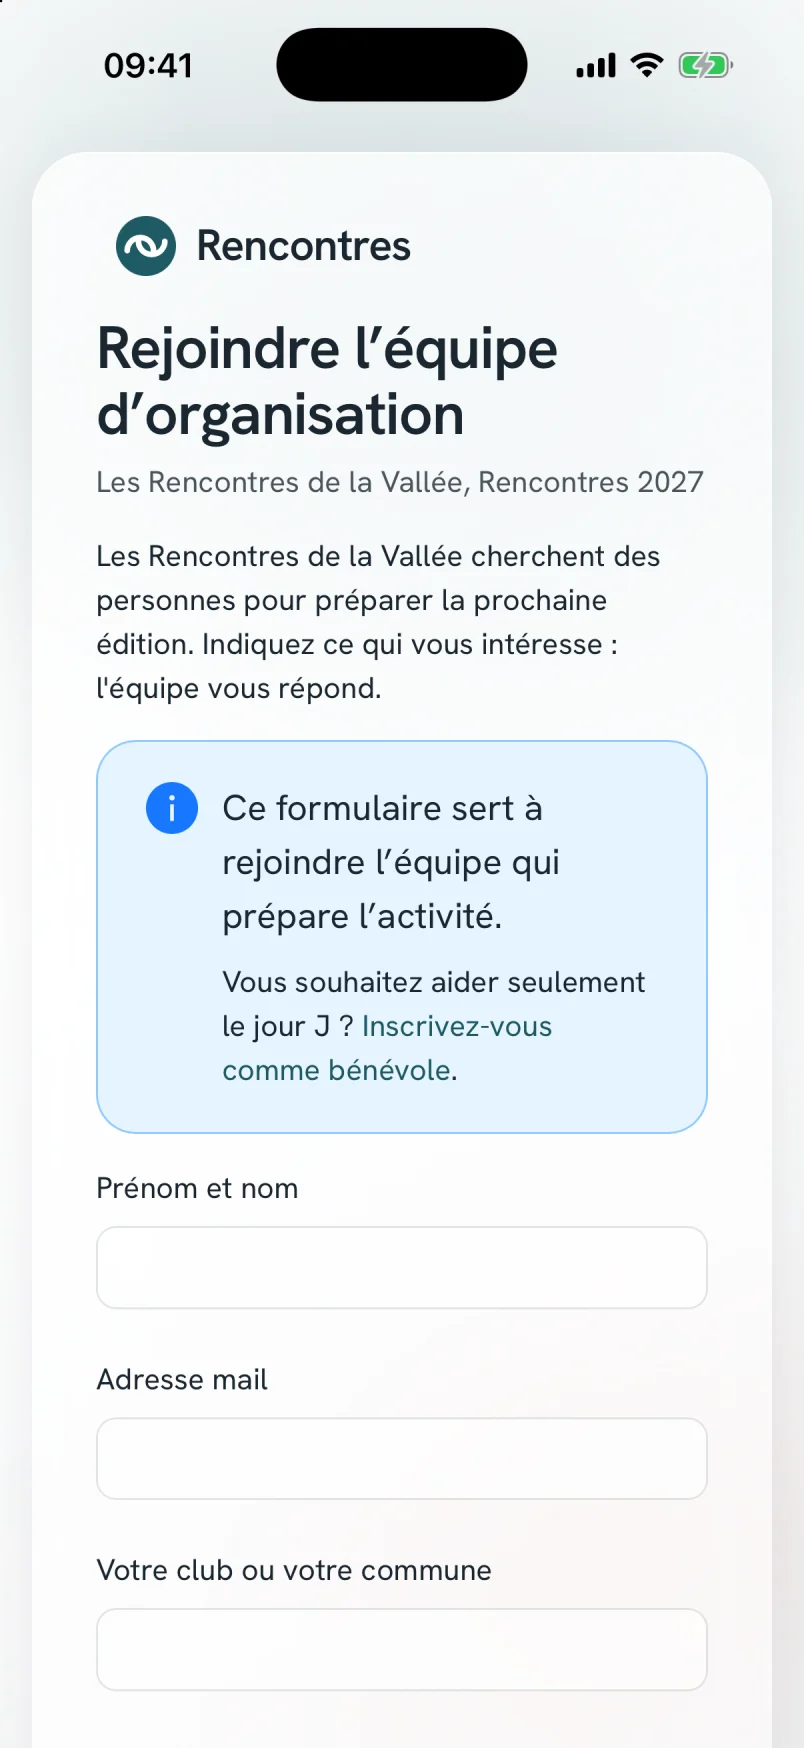 09:41
Rencontres
Rejoindre l’équipe
d’organisation
Les Rencontres de la Vallée, Rencontres 2027
Les Rencontres de la Vallée cherchent des
personnes pour préparer la prochaine
édition. Indiquez ce qui vous intéresse :
l'équipe vous répond.
Ce formulaire sert à
rejoindre l’équipe qui
prépare l’activité.
Vous souhaitez aider seulement
le jour J ? Inscrivez-vous
comme bénévole.
Prénom et nom
Adresse mail
Votre club ou votre commune